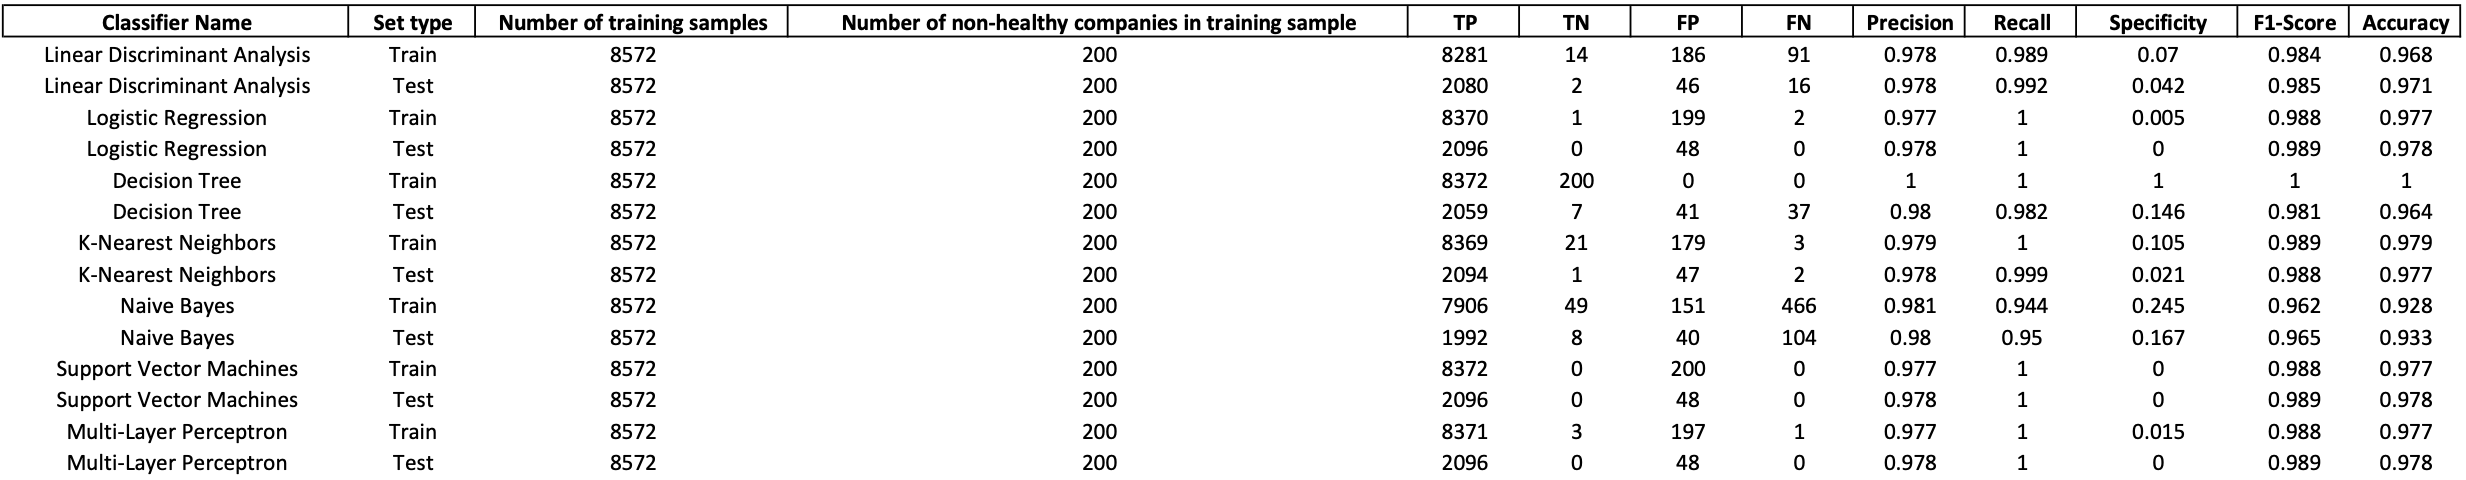 Classifier Name Set type Number of training samples Number of non-healthy companies in training sample TP TN FP FN Precision Recall Specificity F1-Score Accuracy
Linear Discriminant Analysis Train 8572 200 8281 14 186 91 0.978 0.989 0.07 0.984 0.968
Linear Discriminant Analysis Test 8572 200 2080 2 46 16 0.978 0.992 0.042 0.985 0.971
Logistic Regression Train 8572 200 8370 1 199 2 0.977 1 0.005 0.988 0.977
Logistic Regression Test 8572 200 2096 0 48 0 0.978 1 0 0.989 0.978
Decision Tree Train 8572 200 8372 200 0 0 1 1 1 1 1
Decision Tree Test 8572 200 2059 7 41 37 0.98 0.982 0.146 0.981 0.964
K-Nearest Neighbors Train 8572 200 8369 21 179 3 0.979 1 0.105 0.989 0.979
K-Nearest Neighbors Test 8572 200 2094 1 47 2 0.978 0.999 0.021 0.988 0.977
Naive Bayes Train 8572 200 7906 49 151 466 0.981 0.944 0.245 0.962 0.928
Naive Bayes Test 8572 200 1992 8 40 104 0.98 0.95 0.167 0.965 0.933
Support Vector Machines Train 8572 200 8372 0 200 0 0.977 1 0 0.988 0.977
Support Vector Machines Test 8572 200 2096 0 48 0 0.978 1 0 0.989 0.978
Multi-Layer Perceptron Train 8572 200 8371 3 197 1 0.977 1 0.015 0.988 0.977
Multi-Layer Perceptron Test 8572 200 2096 0 48 0 0.978 1 0 0.989 0.978